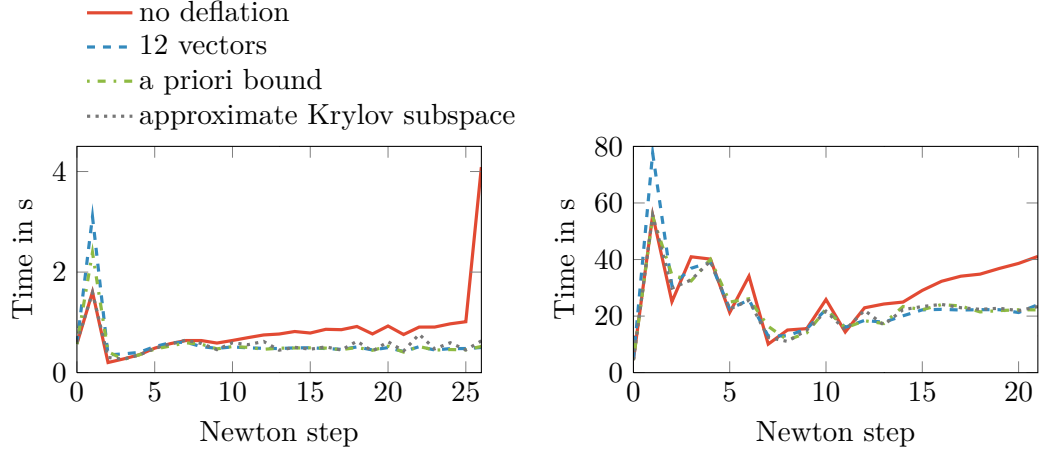 no deflation
12 vectors
a priori bound
approximate Krylov subspace
4
2
0
0
5
10
15
20
25
Time in s
Newton step
80
60
40
20
0
0
5
10
15
20
Time in s
Newton step